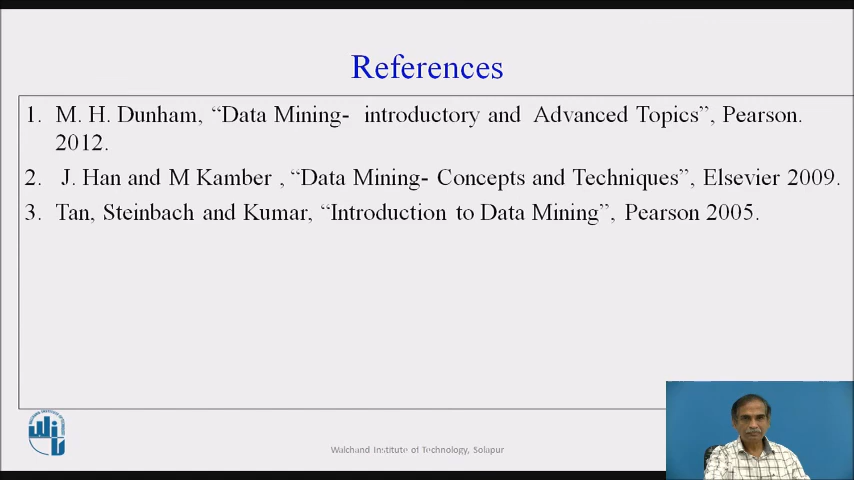 References
1. M. H. Dunham, “Data Mining- introductory and Advanced Topics”, Pearson.
2012.
2. J. Han and M Kamber , “Data Mining- Concepts and Techniques”, Elsevier 2009.
3. Tan, Steinbach and Kumar, “Introduction to Data Mining”, Pearson 2005.
Walchand Institute of Technology, Solapur